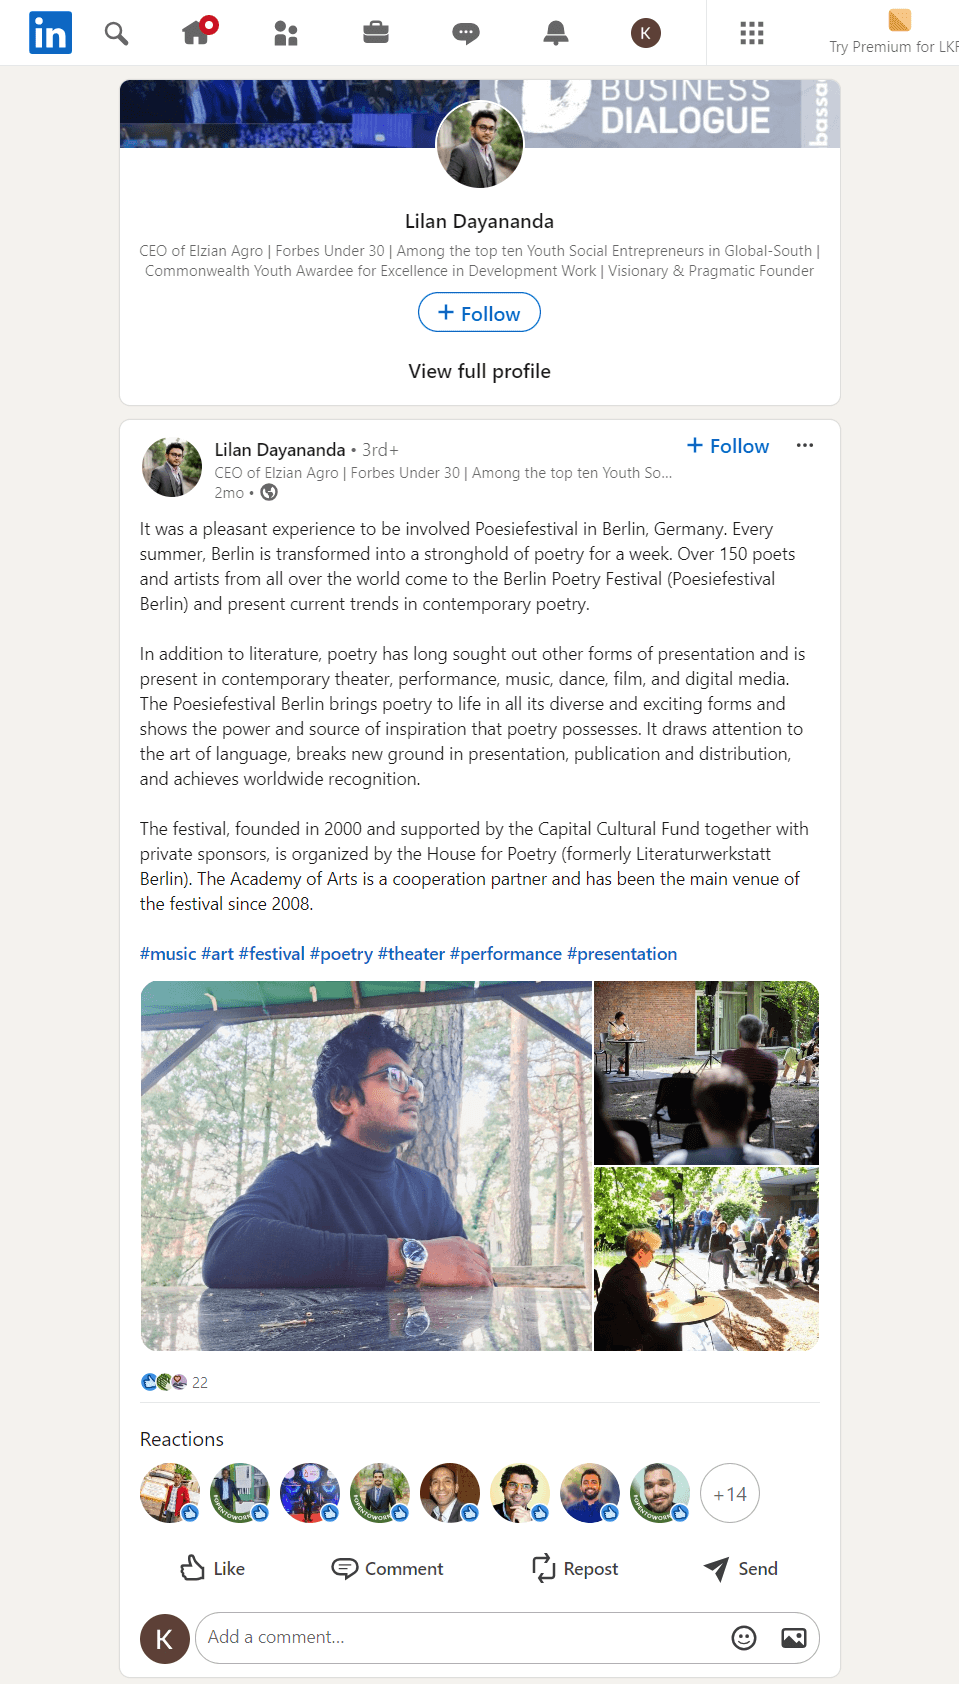 in
K
Try Premium for LKR
BUSINESS
DIALOGUE
bassa
Lilan Dayananda
CEO of Elzian Agro | Forbes Under 30 | Among the top ten Youth Social Entrepreneurs in Global-South |
Commonwealth Youth Awardee for Excellence in Development Work | Visionary & Pragmatic Founder
+ Follow
View full profile
Lilan Dayananda • 3rd+
+ Follow
CEO of Elzian Agro | Forbes Under 30 | Among the top ten Youth So...
2mo •
It was a pleasant experience to be involved Poesiefestival in Berlin, Germany. Every
summer, Berlin is transformed into a stronghold of poetry for a week. Over 150 poets
and artists from all over the world come to the Berlin Poetry Festival (Poesiefestival
Berlin) and present current trends in contemporary poetry.
In addition to literature, poetry has long sought out other forms of presentation and is
present in contemporary theater, performance, music, dance, film, and digital media.
The Poesiefestival Berlin brings poetry to life in all its diverse and exciting forms and
shows the power and source of inspiration that poetry possesses. It draws attention to
the art of language, breaks new ground in presentation, publication and distribution,
and achieves worldwide recognition.
The festival, founded in 2000 and supported by the Capital Cultural Fund together with
private sponsors, is organized by the House for Poetry (formerly Literaturwerkstatt
Berlin). The Academy of Arts is a cooperation partner and has been the main venue of
the festival since 2008.
#music #art #festival #poetry #theater #performance #presentation
22
Reactions
#OPENTOWORK
#OPENTOWORK
#OPENTOWORK
+14
Like
Comment
Repost
Send
K
Add a comment...